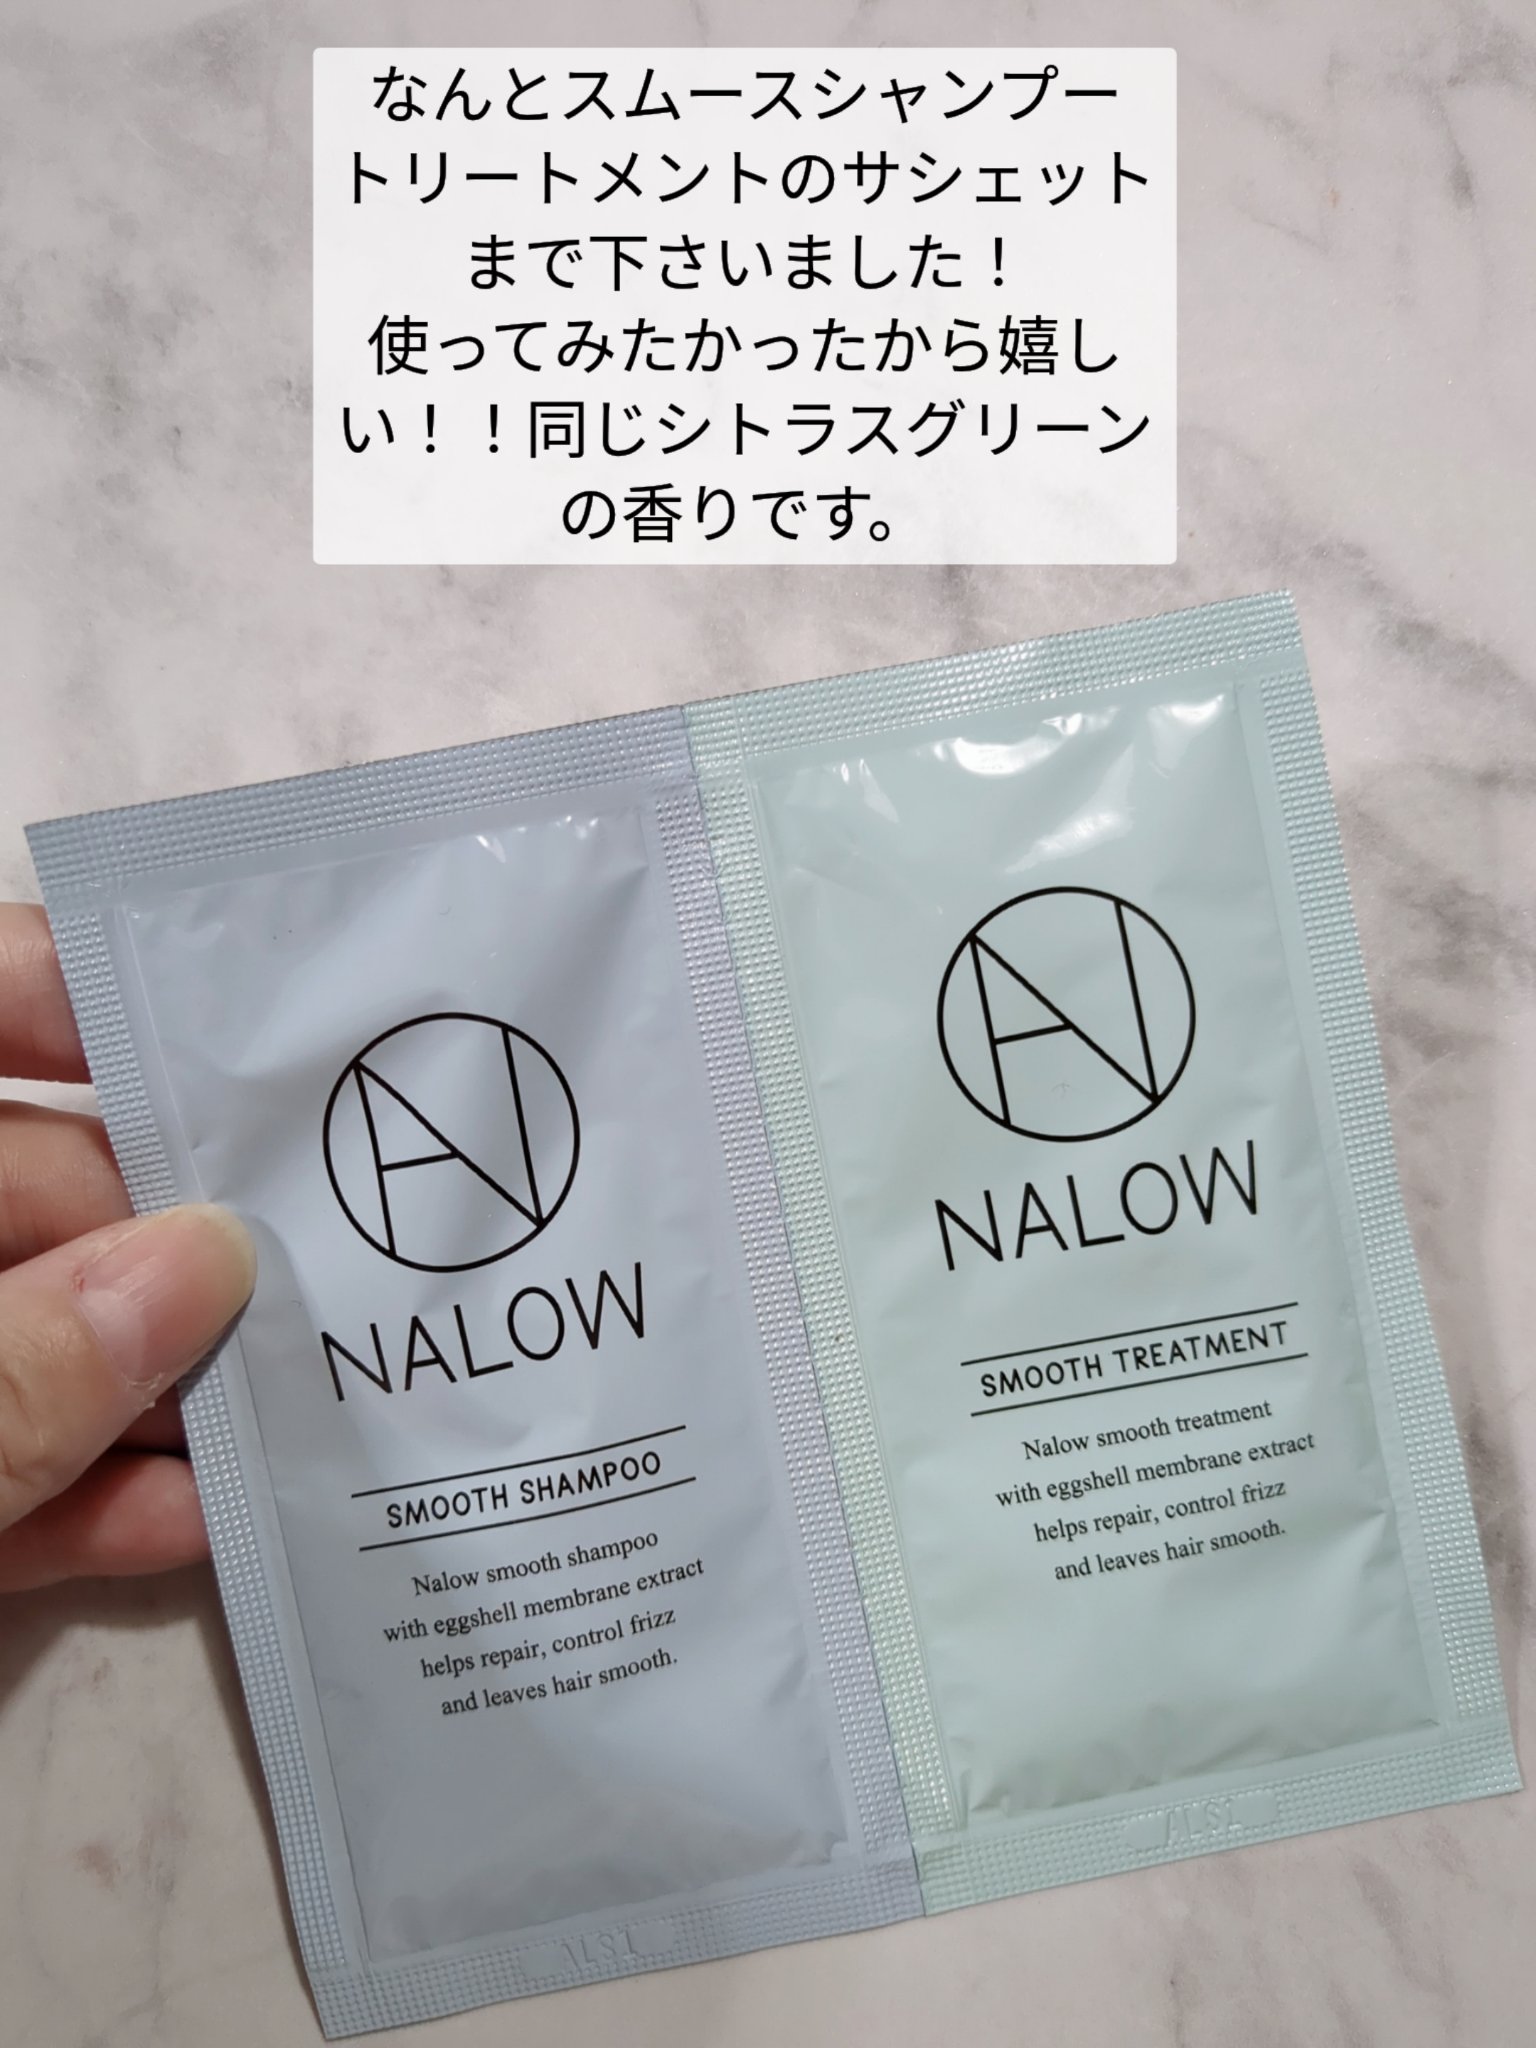 なんとスムースシャンプー
トリートメントのサシェット
まで下さいました！
使ってみたかったから嬉し
い！！同じシトラスグリーン
の香りです。
NALOW
SMOOTH SHAMPOO
Nalow smooth shampoo
with eggshell membrane extract
helps repair, control frizz
and leaves hair smooth.
NALOW
SMOOTH TREATMENT
Nalow smooth treatment
with eggshell membrane extract
helps repair, control frizz
and leaves hair smooth.